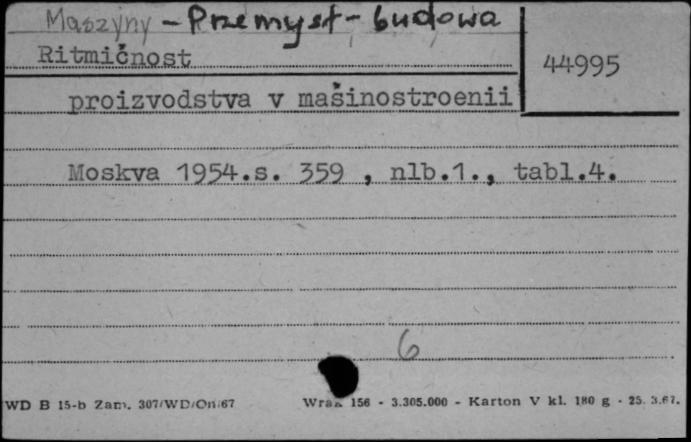 Maszyny - Przemysł - budowa
Ritmičnost
44995
proizvodstva v mašinostroenii
Moskva 1954.s. 359 , nlb.1., tabl.4.
6
WD B 15-b Zam. 307/WD/On/67 156 - 3.305.000 - Karton V kl. 180 g - 25. 3.67.